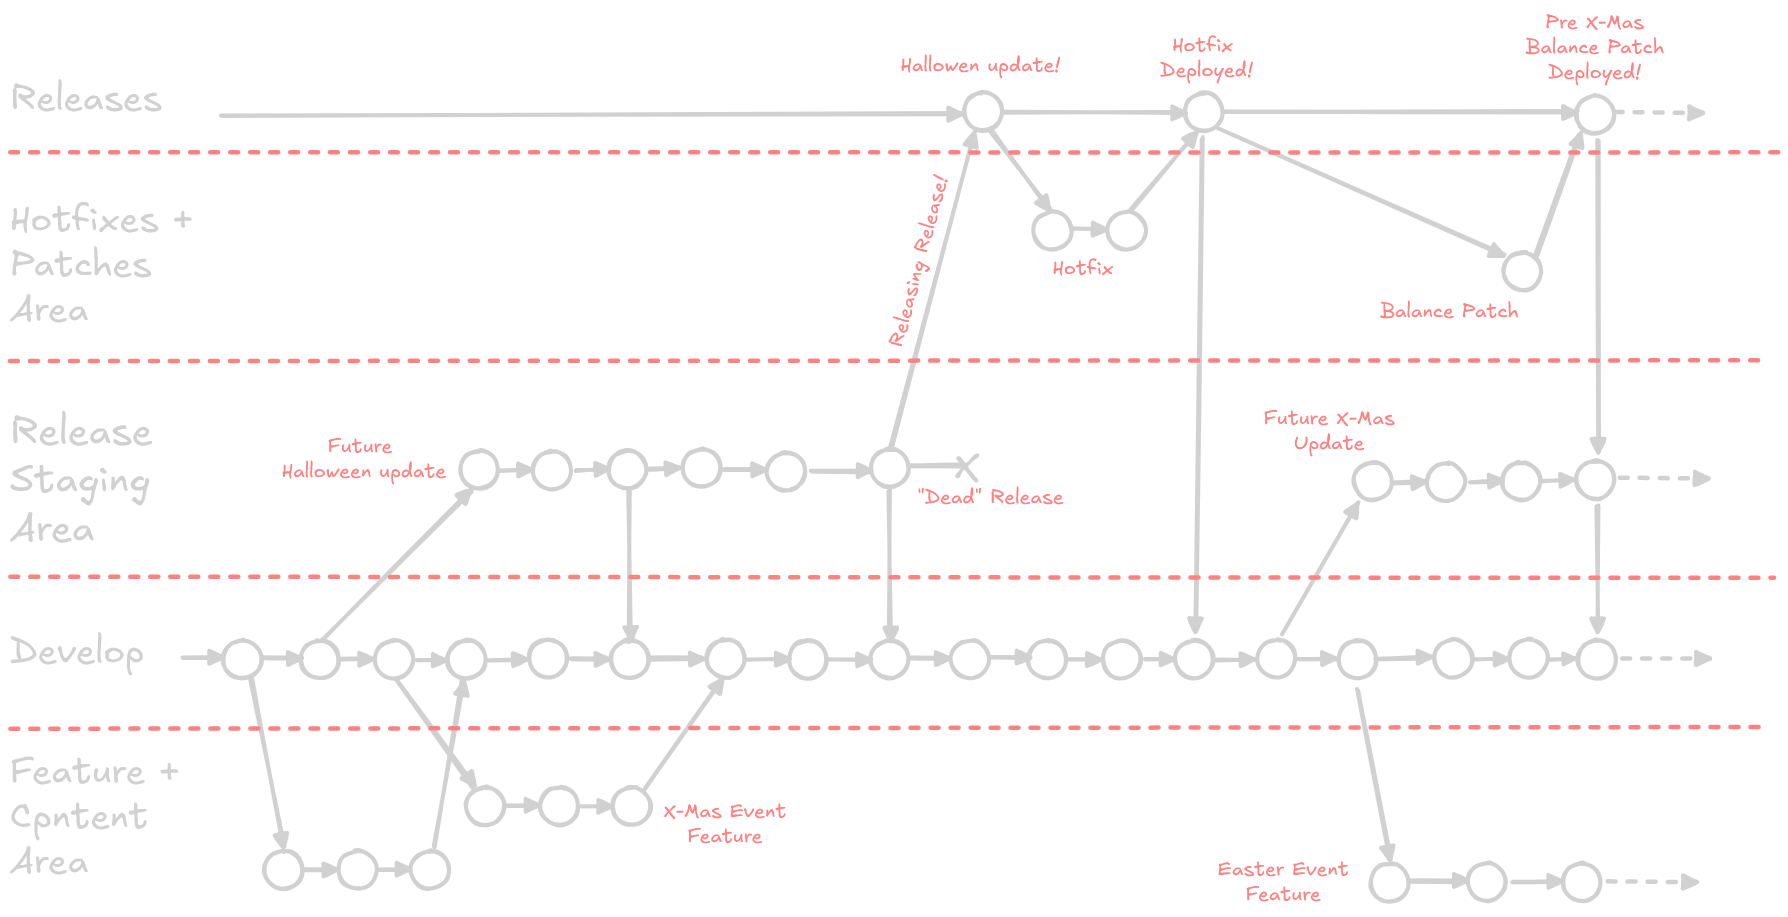 Pre X-Mas
Balance Patch
Deployed!
Hotfix
Deployed!
Hallowen update!
Releases
Hotfixes +
Patches
Area
Releasing Release!
Hotfix
Balance Patch
Release
Staging
Area
Future
Halloween update
"Dead" Release
Future X-Mas
Update
Develop
Feature +
Cpntent
Area
X-Mas Event
Feature
Easter Event
Feature